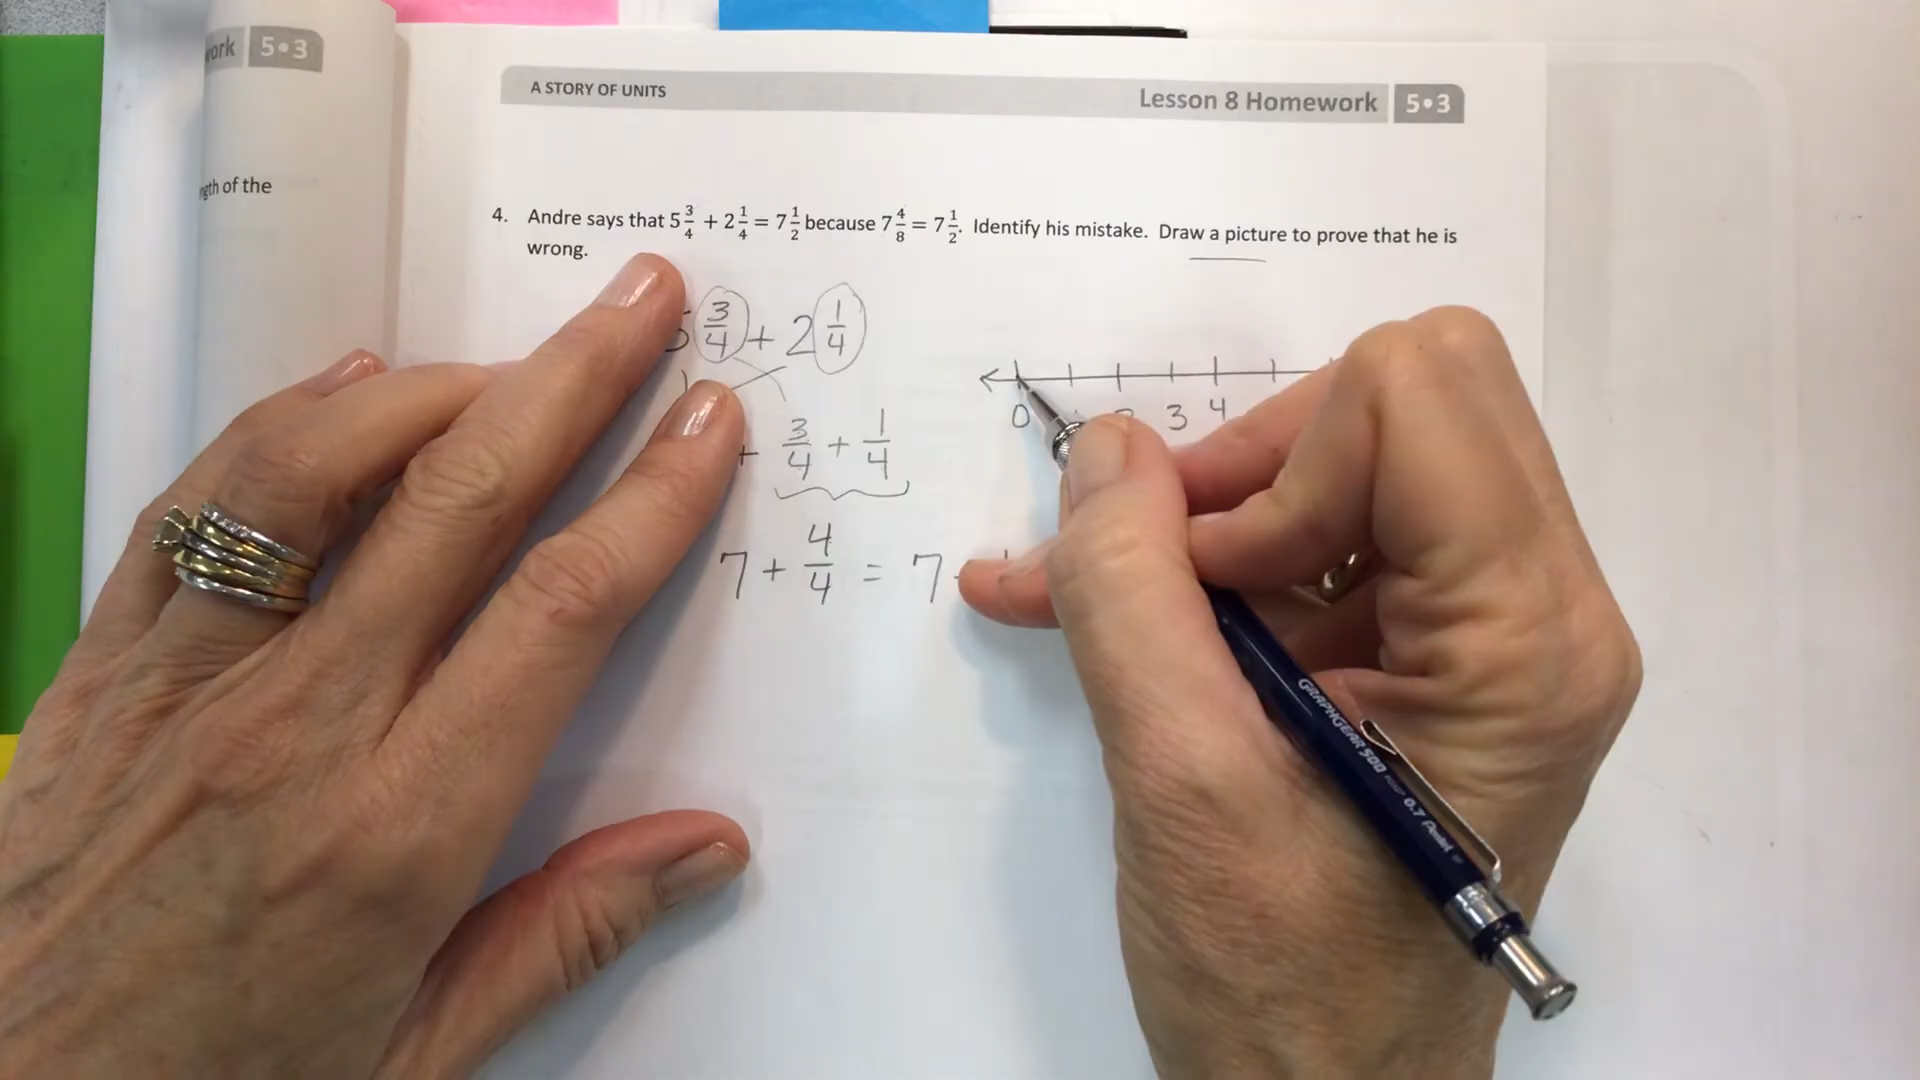 5•3
A STORY OF UNITS
Lesson 8 Homework 5•3
of the
4. Andre says that 5 3/4 + 2 1/4 = 7 1/2 because 7 4/8 = 7 1/2. Identify his mistake. Draw a picture to prove that he is
wrong.
5 3/4 + 2 1/4
+ 3/4 + 1/4
7 + 4/4 = 7
0 3 4
GRAPHGEAR 500 0.7 Pentel